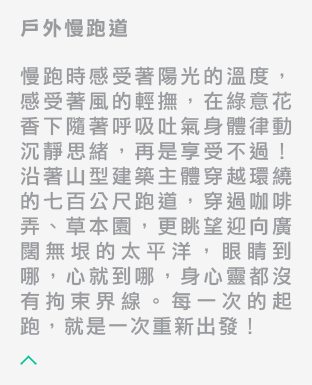 戶外慢跑道
慢跑時感受著陽光的溫度，
感受著風的輕撫，在綠意花
香下隨著呼吸吐氣身體律動
沉靜思緒，再是享受不過！
沿著山型建築主體穿越環繞
的七百公尺跑道，穿過咖啡
弄、草本園，更眺望迎向廣
闊無垠的太平洋，眼睛到
哪，心就到哪，身心靈都沒
有拘束界線。每一次的起
跑，就是一次重新出發！